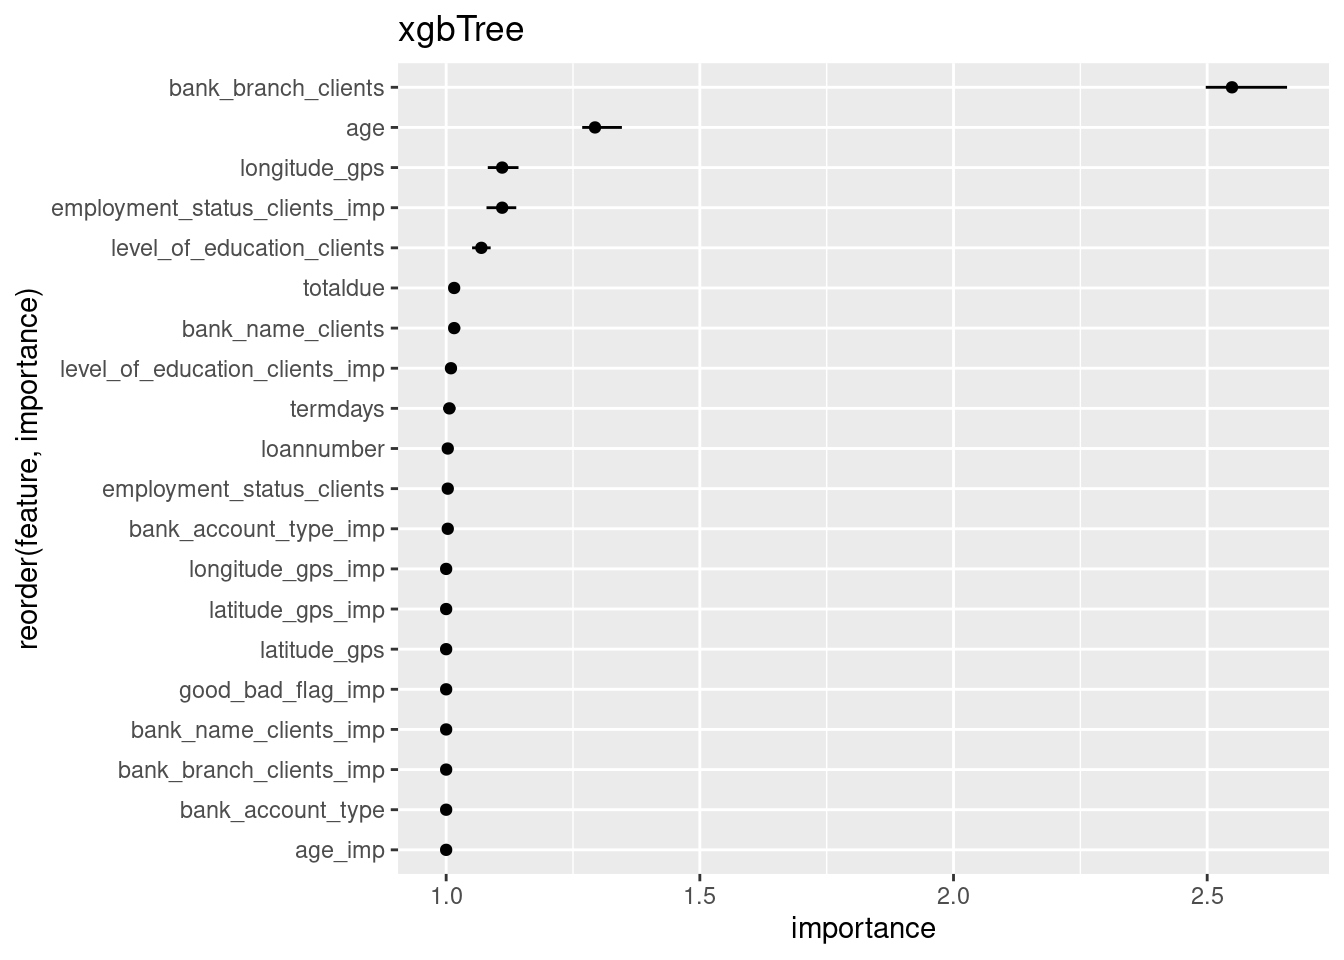 xgbTree
reorder(feature, importance)
bank_branch_clients
age
longitude_gps
employment_status_clients_imp
level_of_education_clients
totaldue
bank_name_clients
level_of_education_clients_imp
termdays
loannumber
employment_status_clients
bank_account_type_imp
longitude_gps_imp
latitude_gps_imp
latitude_gps
good_bad_flag_imp
bank_name_clients_imp
bank_branch_clients_imp
bank_account_type
age_imp
1.0 1.5 2.0 2.5
importance